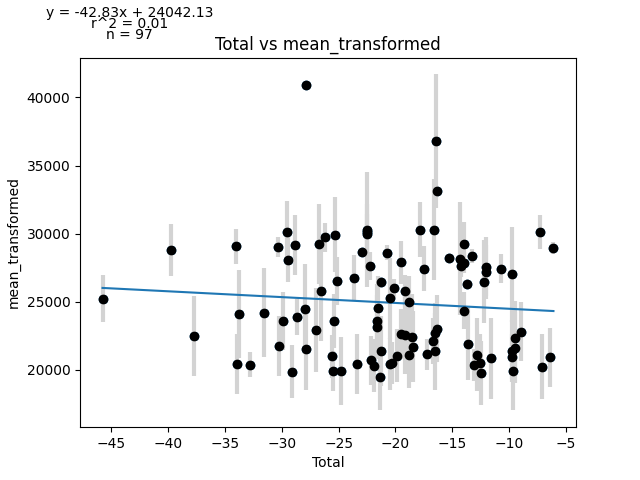 y = -42.83x + 24042.13
r^2 = 0.01
n = 97
Total vs mean_transformed
40000
35000
30000
25000
20000
mean_transformed
−45 −40 −35 −30 −25 −20 −15 −10 −5
Total